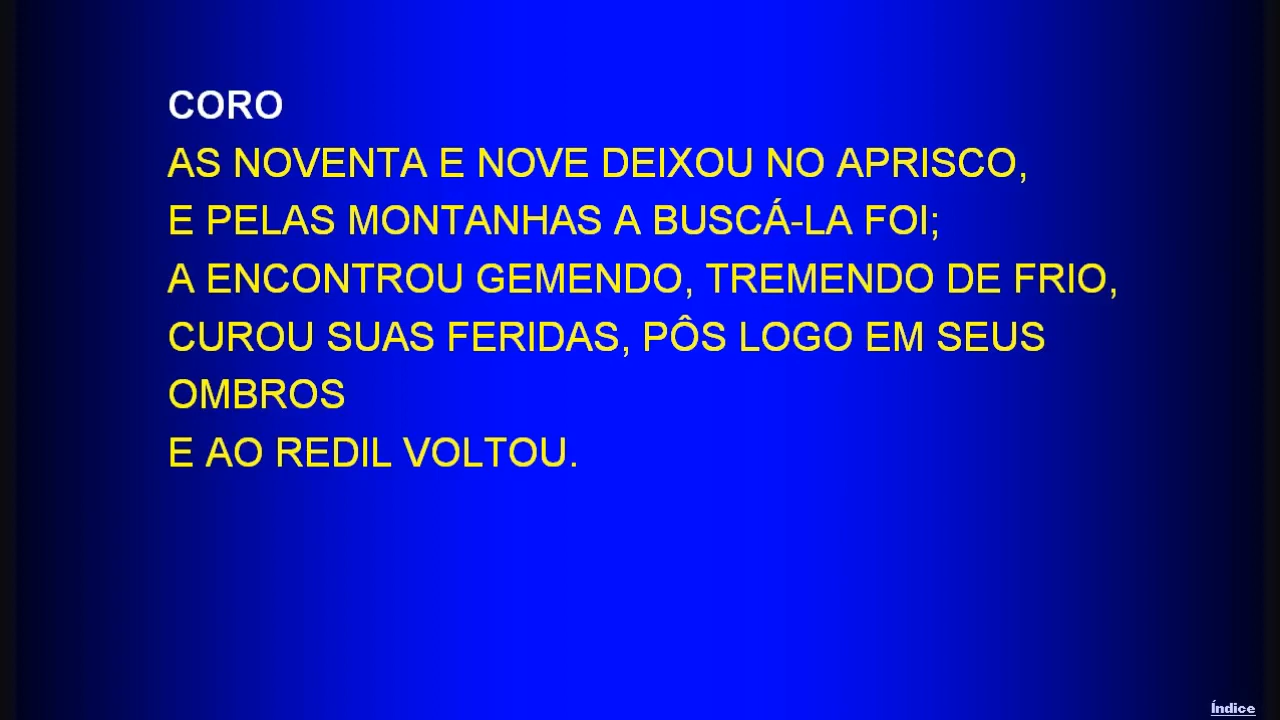 CORO
AS NOVENTA E NOVE DEIXOU NO APRISCO,
E PELAS MONTANHAS A BUSCÁ-LA FOI;
A ENCONTROU GEMENDO, TREMENDO DE FRIO,
CUROU SUAS FERIDAS, PÔS LOGO EM SEUS
OMBROS
E AO REDIL VOLTOU.
Índice